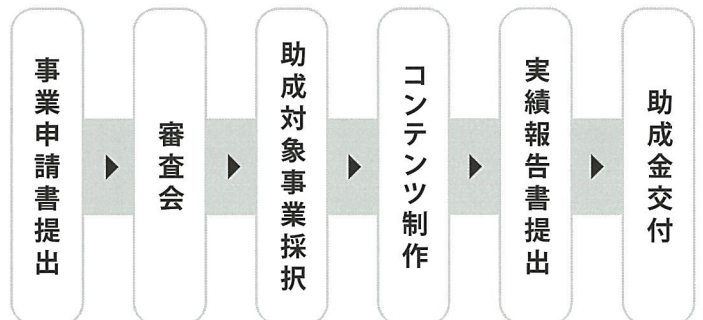 事業申請書提出
審査会
助成対象事業採択
コンテンツ制作
実績報告書提出
助成金交付